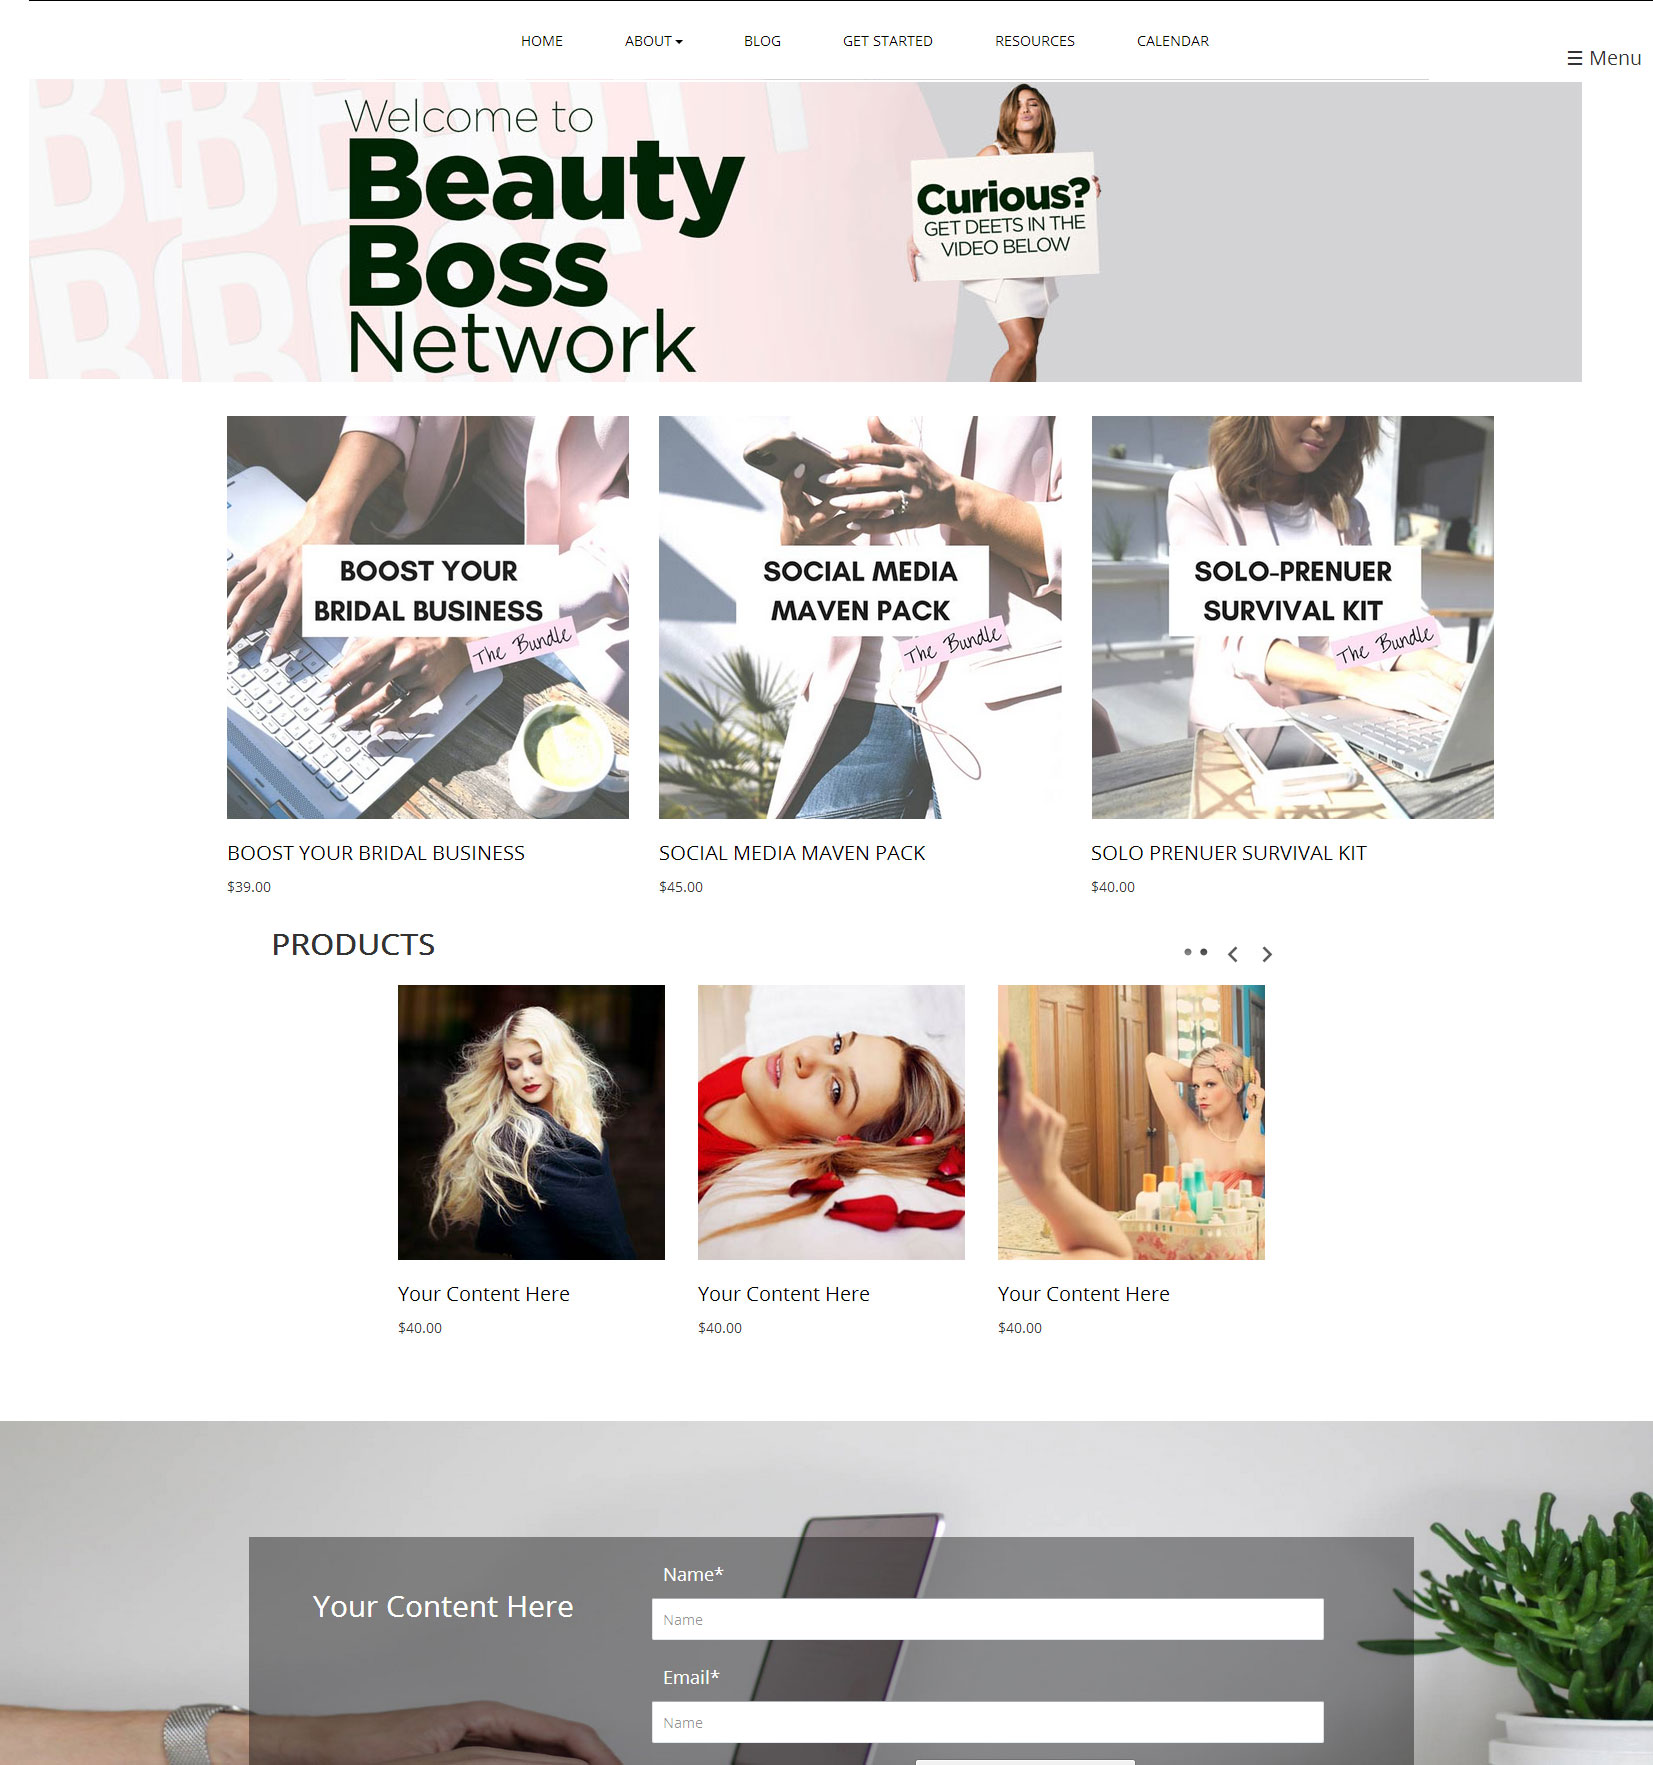 HOME ABOUT BLOG GET STARTED RESOURCES CALENDAR
☰ Menu
BEAUTY
BOSS
Welcome to
Beauty
Boss
Network
Curious?
GET DEETS IN THE
VIDEO BELOW
BOOST YOUR
BRIDAL BUSINESS
The Bundle
SOCIAL MEDIA
MAVEN PACK
The Bundle
SOLO-PRENUER
SURVIVAL KIT
The Bundle
BOOST YOUR BRIDAL BUSINESS
$39.00
SOCIAL MEDIA MAVEN PACK
$45.00
SOLO PRENUER SURVIVAL KIT
$40.00
PRODUCTS
Your Content Here
$40.00
Your Content Here
$40.00
Your Content Here
$40.00
Your Content Here
Name*
Name
Email*
Name